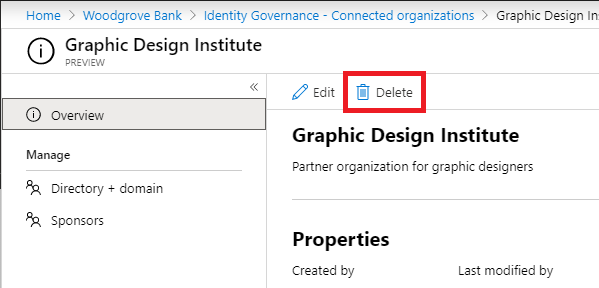 Home > Woodgrove Bank > Identity Governance - Connected organizations > Graphic Design Ins
Graphic Design Institute
PREVIEW
«
Edit
Delete
Overview
Graphic Design Institute
Partner organization for graphic designers
Manage
Directory + domain
Sponsors
Properties
Created by
Last modified by